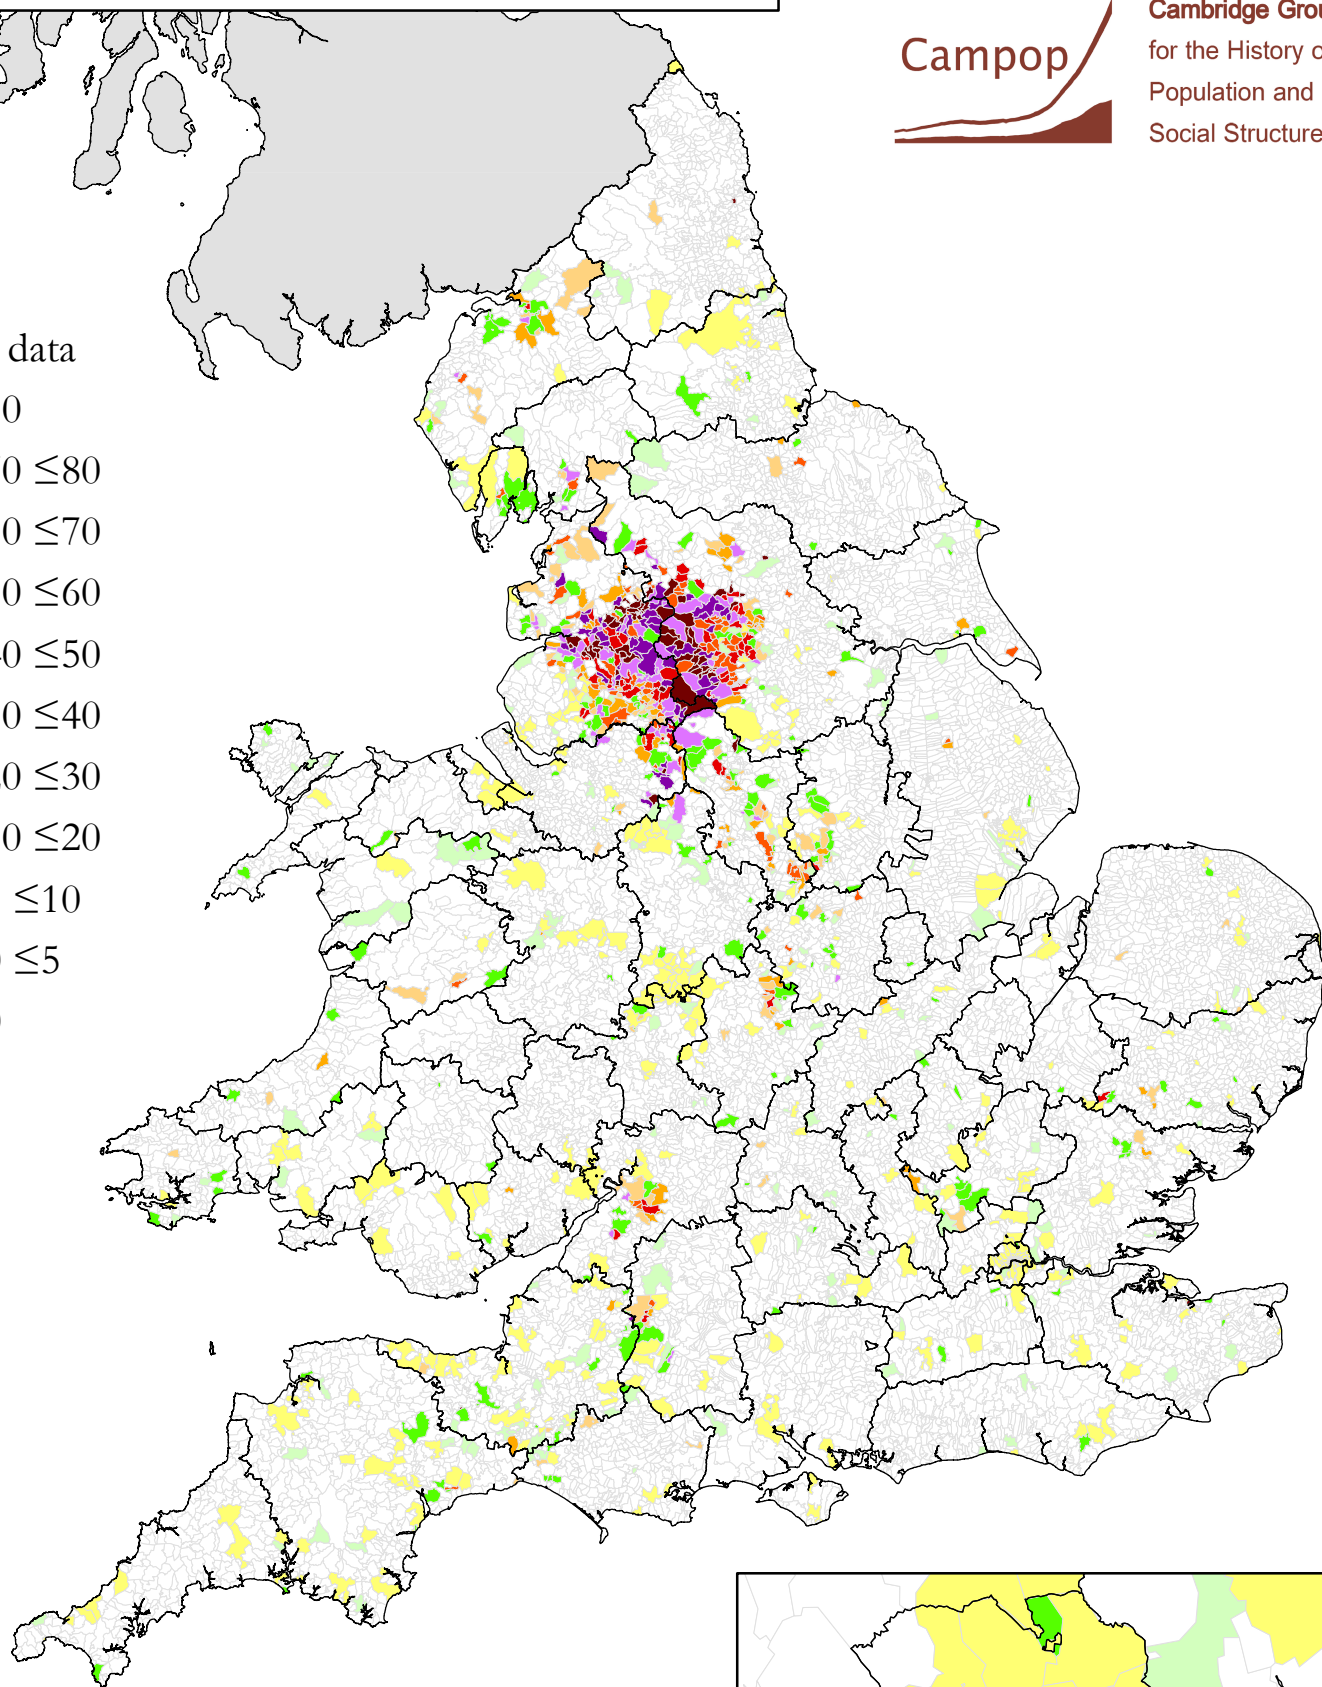 Campop
Cambridge Grou
for the History o
Population and
Social Structure
data
0
0 ≤80
0 ≤70
0 ≤60
0 ≤50
0 ≤40
0 ≤30
0 ≤20
≤10
≤5